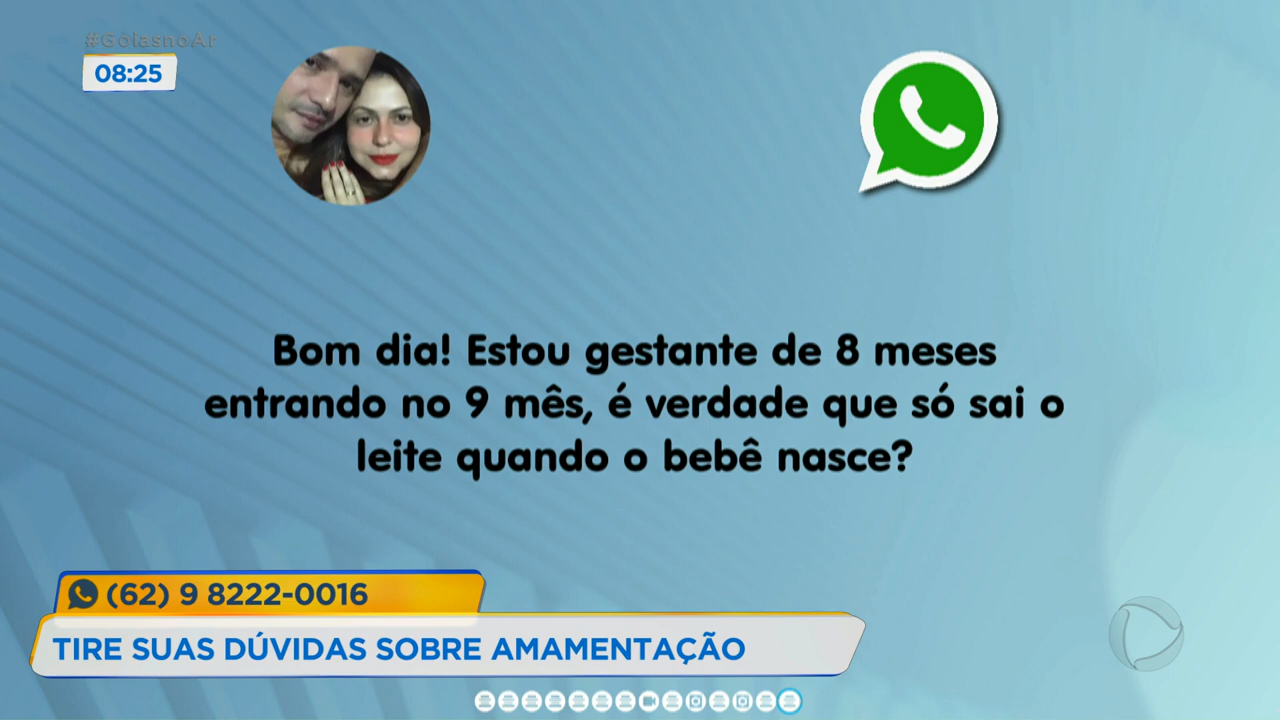 #GoiásnoAr
08:25
Bom dia! Estou gestante de 8 meses
entrando no 9 mês, é verdade que só sai o
leite quando o bebê nasce?
(62) 9 8222-0016
TIRE SUAS DÚVIDAS SOBRE AMAMENTAÇÃO